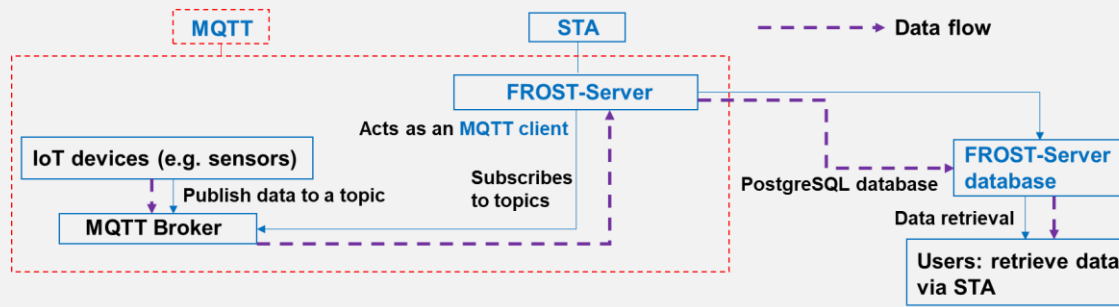 MQTT
STA
Data flow
FROST-Server
Acts as an MQTT client
IoT devices (e.g. sensors)
Publish data to a topic
Subscribes
to topics
MQTT Broker
PostgreSQL database
FROST-Server
database
Data retrieval
Users: retrieve data
via STA